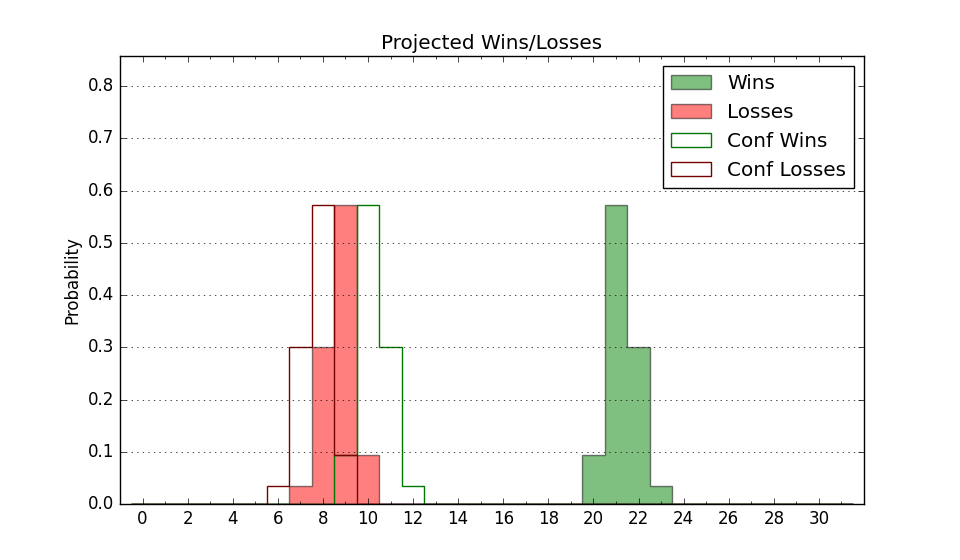 Projected Wins/Losses
Wins
Losses
Conf Wins
Conf Losses
Probability
0.8
0.7
0.6
0.5
0.4
0.3
0.2
0.1
0.0
0 2 4 6 8 10 12 14 16 18 20 22 24 26 28 30